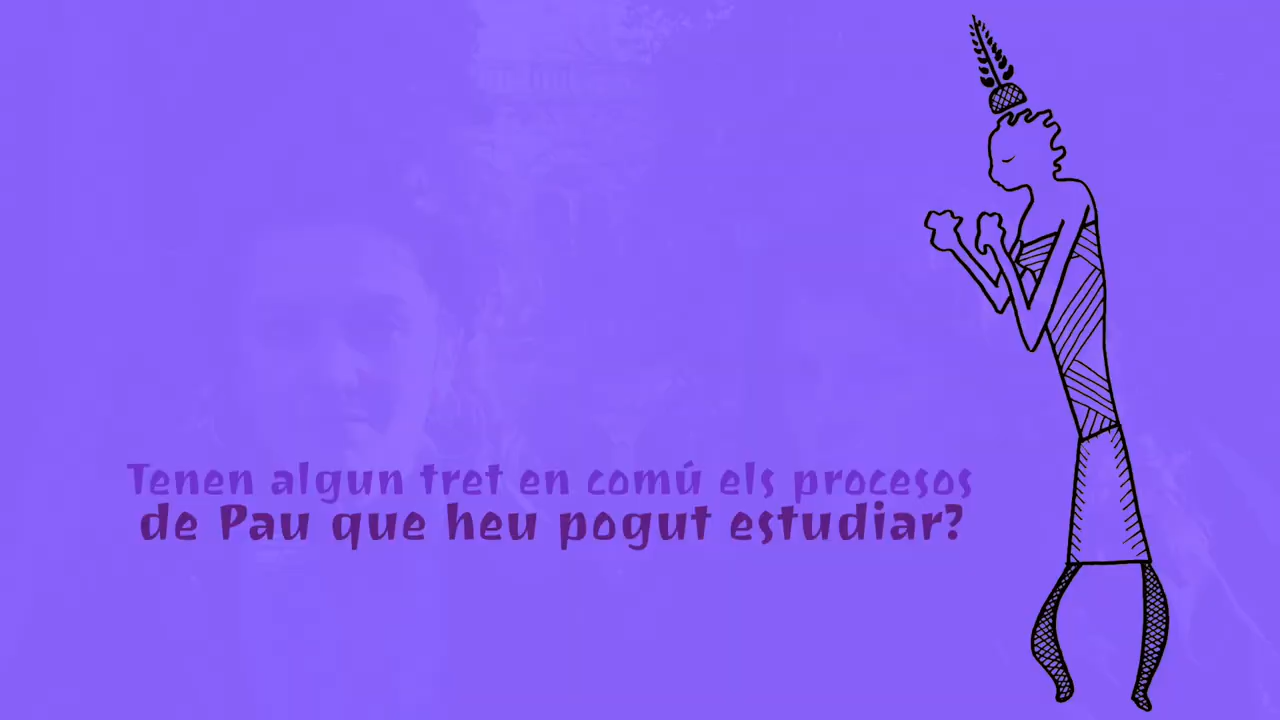 Tenen algun tret en comú els procesos
de Pau que heu pogut estudiar?